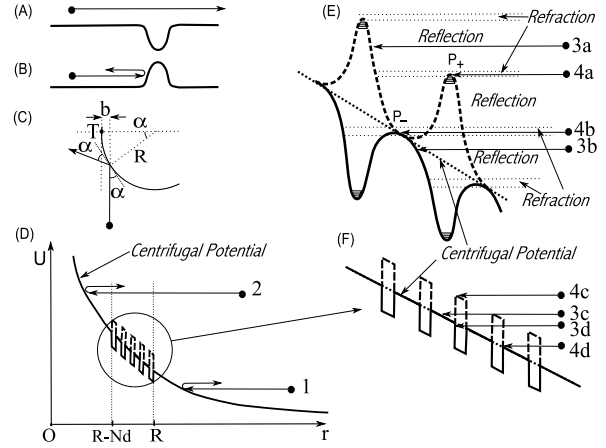 (A)
(B)
(C)
b
T
α
α
R
α
(D)
U
Centrifugal Potential
2
1
O
R-Nd
R
r
(E)
Refraction
Reflection
3a
P+
4a
Reflection
P−
4b
3b
Reflection
Refraction
(F)
Centrifugal Potential
4c
3c
3d
4d